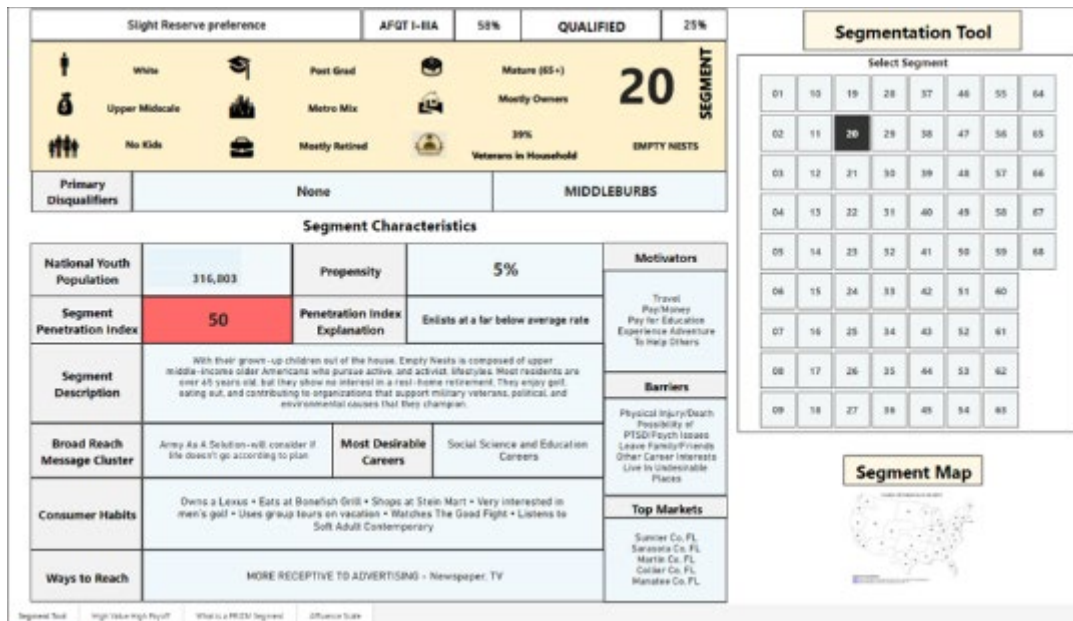 Slight Reserve preference AFQT I-IIIA 58% QUALIFIED 25%
White Post Grad Mature (65+)
Upper Midscale Metro Mix Mostly Owners
No Kids Mostly Retired 39%
Veterans in Household
20
SEGMENT
EMPTY NESTS
Primary
Disqualifiers
None
MIDDLEBURBS
Segment Characteristics
National Youth
Population
316,803
Propensity
5%
Segment
Penetration Index
50
Penetration Index
Explanation
Enlists at a far below average rate
Segment
Description
With their grown-up children out of the house, Empty Nests is composed of upper
middle-income older Americans who pursue active, and activist, lifestyles. Most residents are
over 65 years old, but they show no interest in a rest-home retirement. They enjoy golf,
eating out, and contributing to organizations that support military veterans, political, and
environmental causes that they champion.
Broad Reach
Message Cluster
Army As A Solution-will consider if
life doesn't go according to plan
Most Desirable
Careers
Social Science and Education
Careers
Consumer Habits
Owns a Lexus • Eats at Bonefish Grill • Shops at Stein Mart • Very interested in
men's golf • Uses group tours on vacation • Watches The Good Fight • Listens to
Soft Adult Contemporary
Ways to Reach
MORE RECEPTIVE TO ADVERTISING - Newspaper, TV
Motivators
Travel
Pay/Money
Pay for Education
Experience Adventure
To Help Others
Barriers
Physical Injury/Death
Possibility of
PTSD/Psych Issues
Leave Family/Friends
Other Career Interests
Live In Undesirable
Places
Top Markets
Sumter Co, FL
Sarasota Co, FL
Martin Co, FL
Collier Co, FL
Manatee Co, FL
Segmentation Tool
Select Segment
01 10 19 28 37 46 55 64
02 11 20 29 38 47 56 65
03 12 21 30 39 48 57 66
04 13 22 31 40 49 58 67
05 14 23 32 41 50 59 68
06 15 24 33 42 51 60
07 16 25 34 43 52 61
08 17 26 35 44 53 62
09 18 27 36 45 54 63
Segment Map
Segment Tool High Value High Payoff What is a PRIZM Segment Affluence Scale